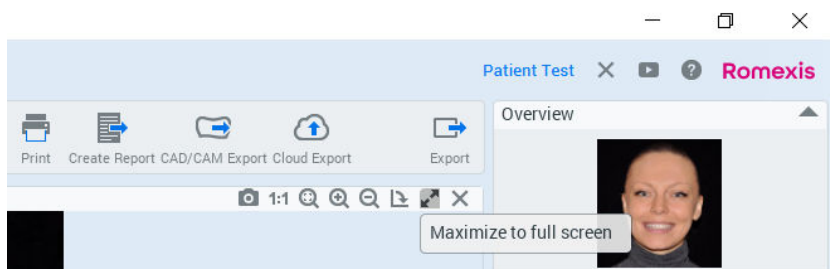 Patient Test Romexis
Overview
Print Create Report CAD/CAM Export Cloud Export Export
1:1
Maximize to full screen